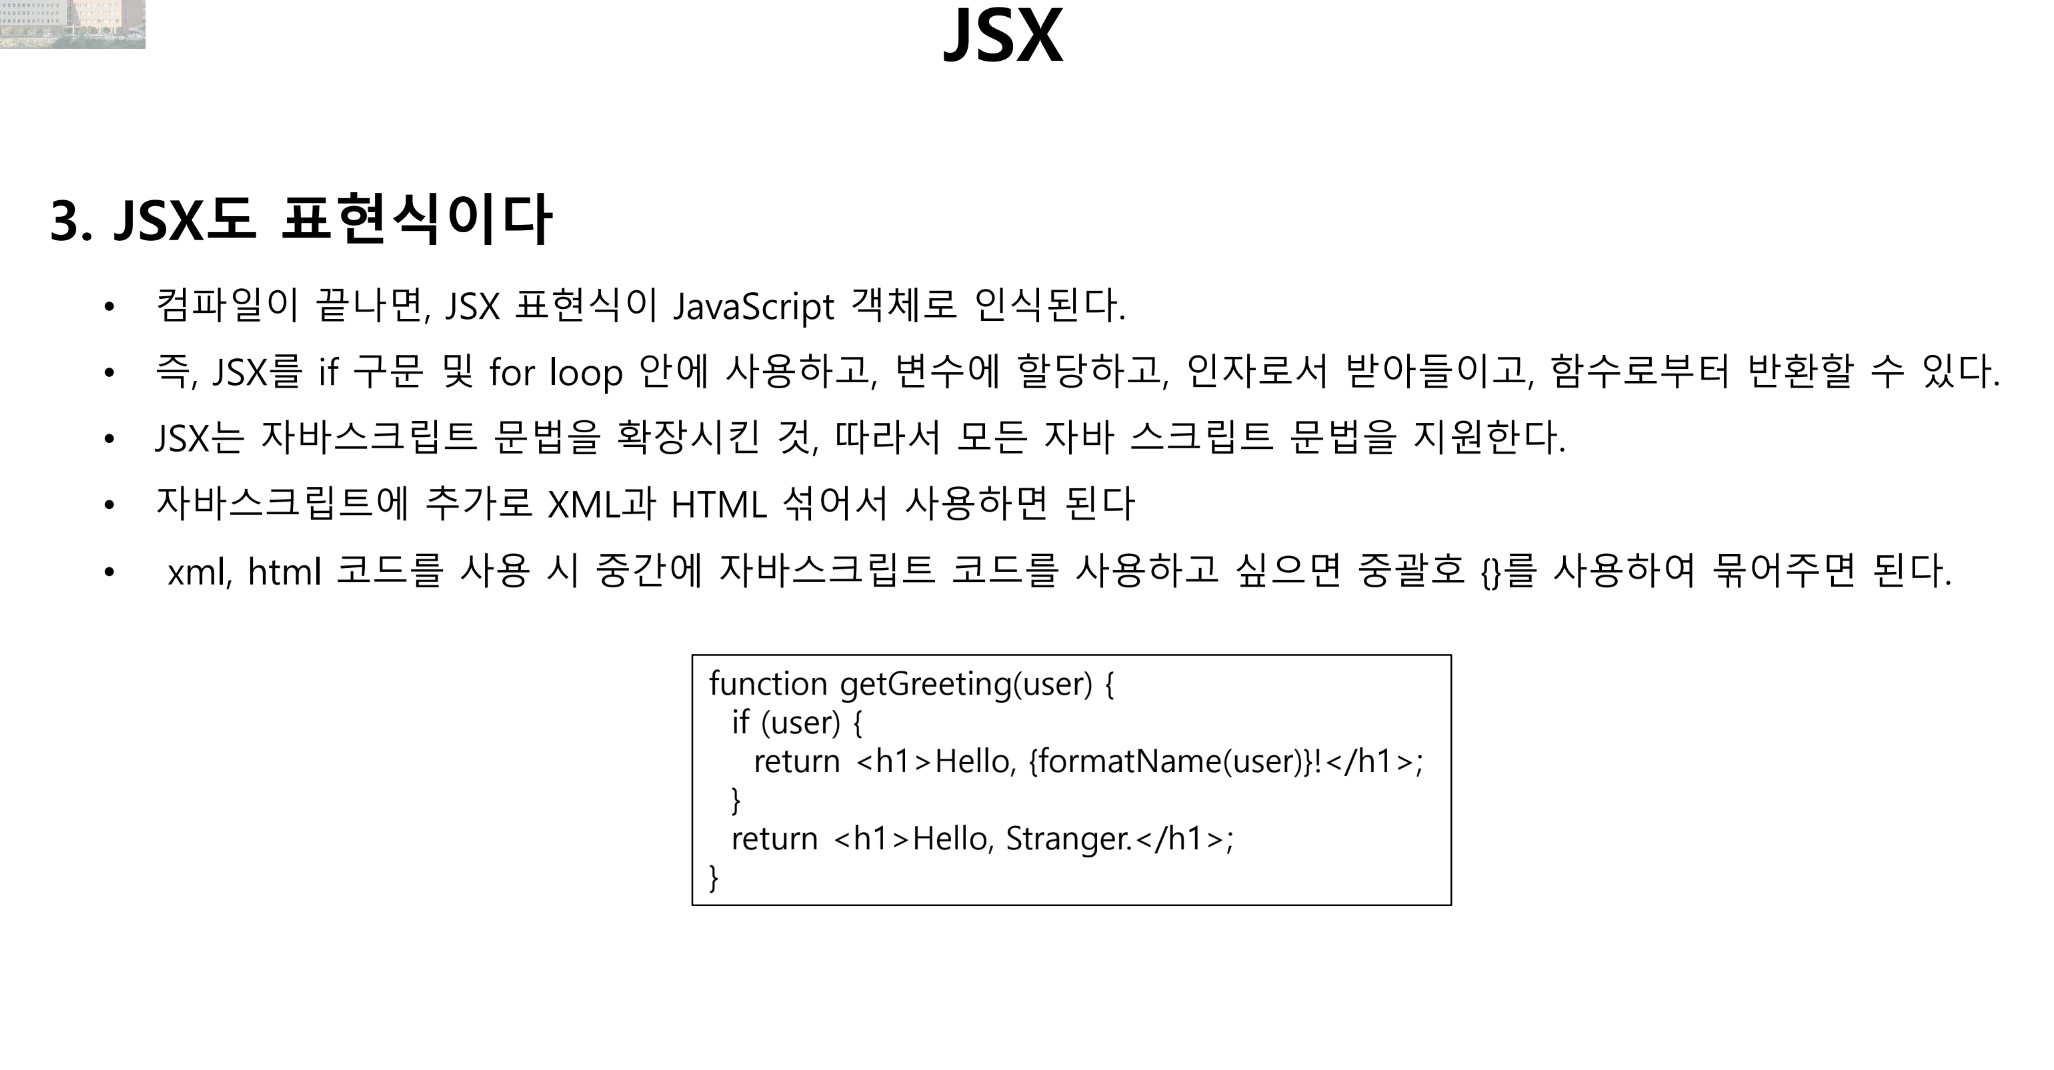 JSX
3. JSX도 표현식이다
• 컴파일이 끝나면, JSX 표현식이 JavaScript 객체로 인식된다.
• 즉, JSX를 if 구문 및 for loop 안에 사용하고, 변수에 할당하고, 인자로서 받아들이고, 함수로부터 반환할 수 있다.
• JSX는 자바스크립트 문법을 확장시킨 것, 따라서 모든 자바 스크립트 문법을 지원한다.
• 자바스크립트에 추가로 XML과 HTML 섞어서 사용하면 된다
• xml, html 코드를 사용 시 중간에 자바스크립트 코드를 사용하고 싶으면 중괄호 {}를 사용하여 묶어주면 된다.
function getGreeting(user) {
  if (user) {
    return <h1>Hello, {formatName(user)}!</h1>;
  }
  return <h1>Hello, Stranger.</h1>;
}